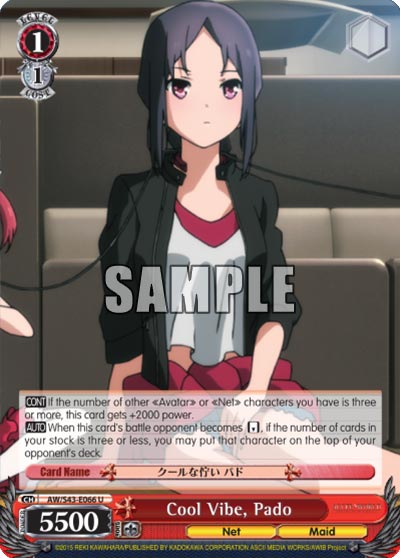 LEVEL
1
1
COST
SAMPLE
CONT If the number of other «Avatar» or «Net» characters you have is three
or more, this card gets +2000 power.
AUTO When this card's battle opponent becomes [▼], if the number of cards in
your stock is three or less, you may put that character on the top of your
opponent's deck.
Card Name クールな佇い パド
CH AW/S43-E066 U
5500
Cool Vibe, Pado
Net Maid
©2015 REKI KAWAHARA/PUBLISHED BY KADOKAWA CORPORATION ASCII MEDIA WORKS/AWIB Project